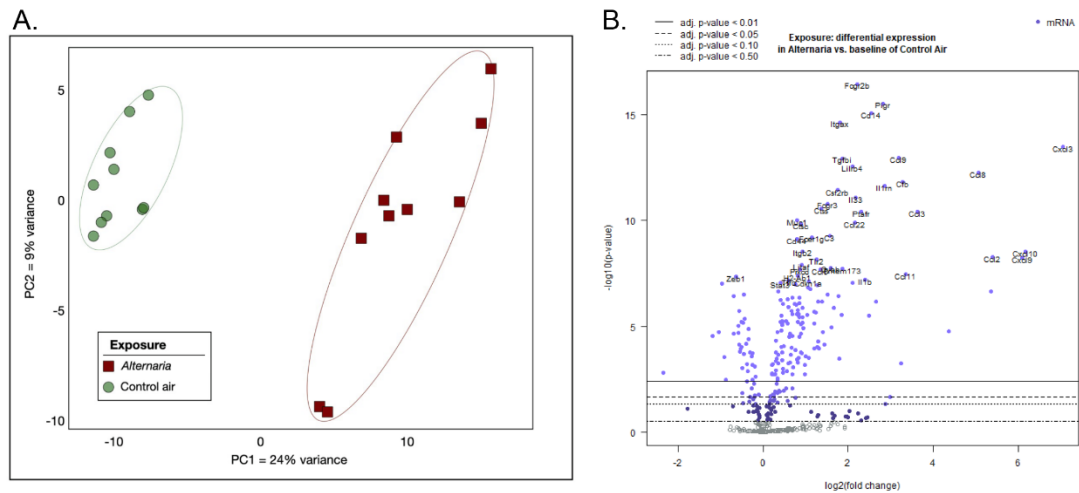 A.
PC2 = 9% variance
5
0
-5
-10
Exposure
Alternaria
Control air
-10
0
10
PC1 = 24% variance
B.
adj. p-value < 0.01
adj. p-value < 0.05
adj. p-value < 0.10
adj. p-value < 0.50
mRNA
Exposure: differential expression
in Alternaria vs. baseline of Control Air
-log10(p-value)
15
10
5
0
Fcgr2b
Cd14
Itgax
Cxcl3
Tgfbi
Ccl9
Lilrb4
Ccl8
Cfb
Il1rn
Csf2rb
Il33
Ccl3
Ccl22
C3
Itgb2
Tlr2
Cxcl10
Cxcl9
Ccl2
Ccl11
Il1b
Zeb1
-2
0
2
4
6
log2(fold change)